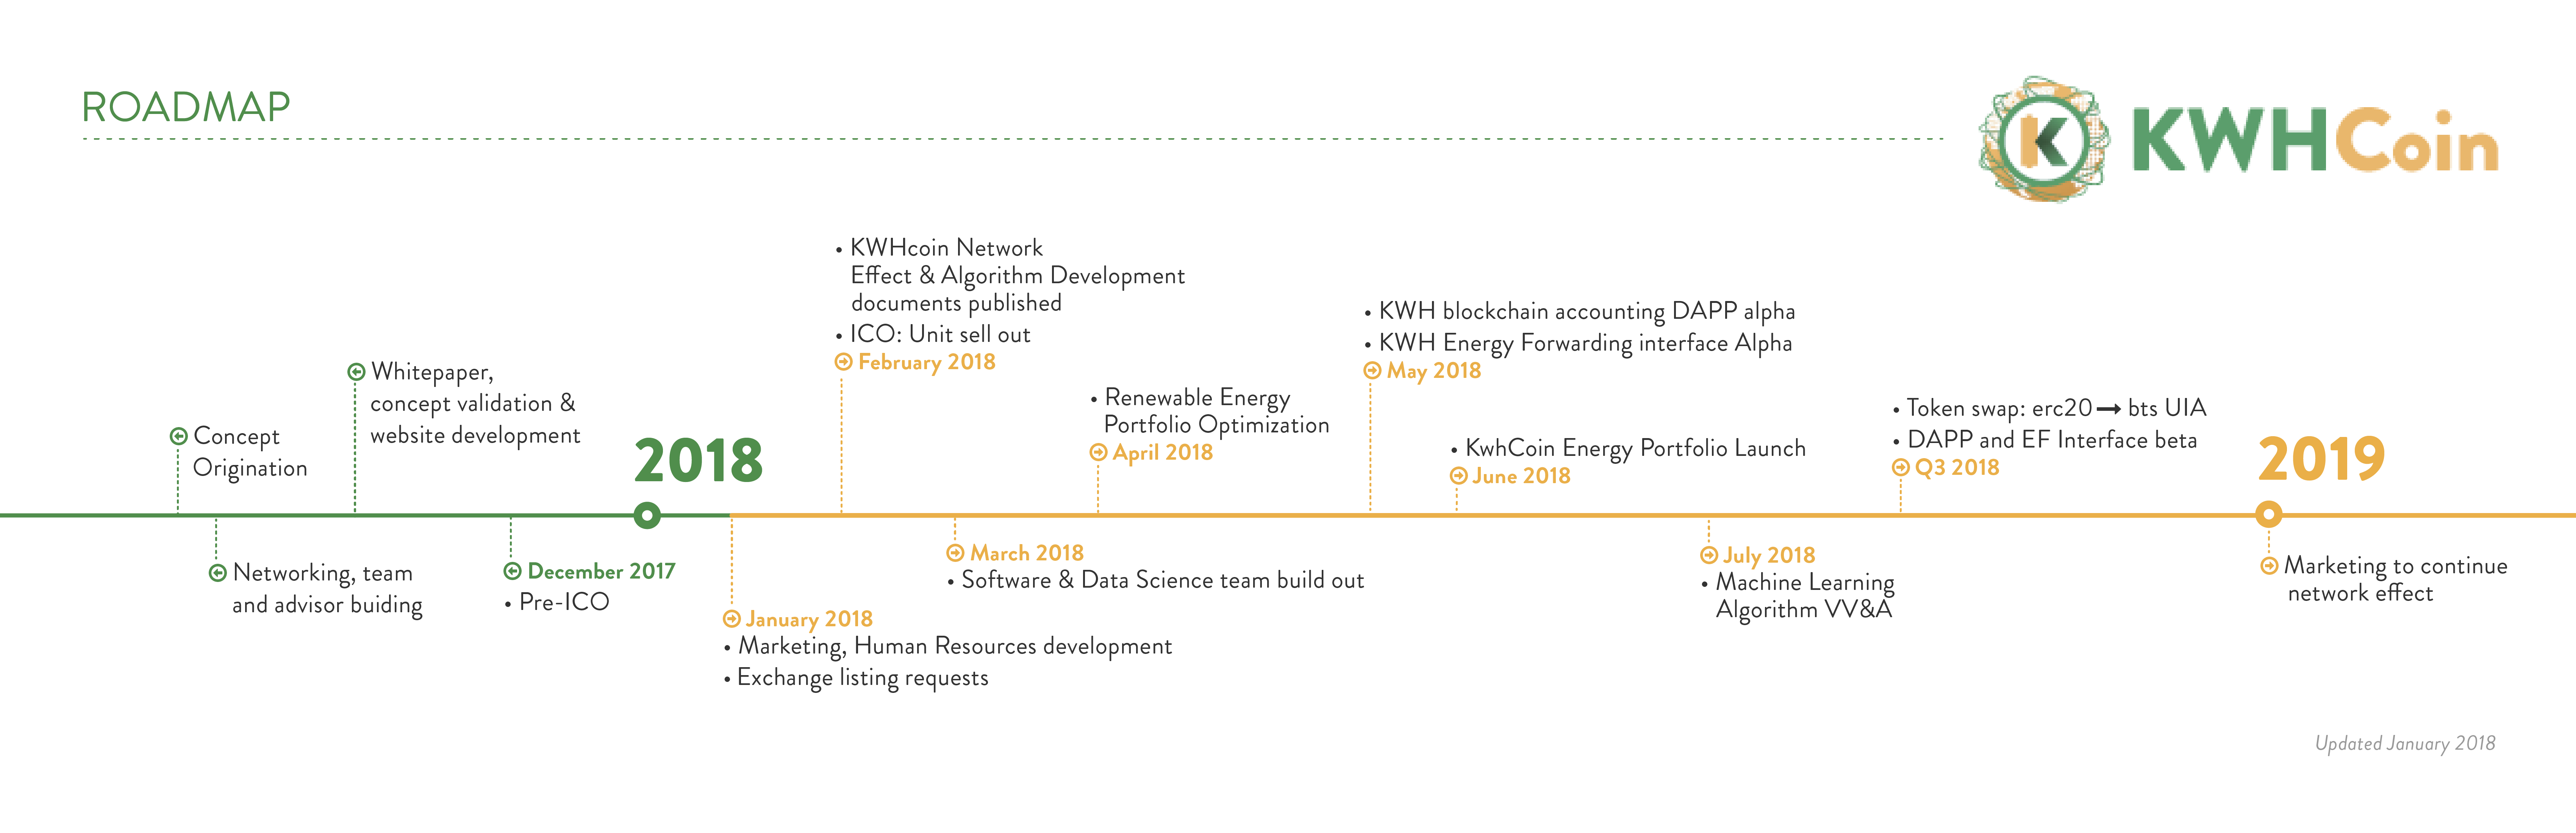 ROADMAP
K KWHCoin
• KWHcoin Network
Effect & Algorithm Development
documents published
• ICO: Unit sell out
February 2018
• KWH blockchain accounting DAPP alpha
• KWH Energy Forwarding interface Alpha
May 2018
Whitepaper,
concept validation &
website development
• Renewable Energy
Portfolio Optimization
April 2018
• Token swap: erc20 → bts UIA
• DAPP and EF Interface beta
Q3 2018
Concept
Origination
2018
• KwhCoin Energy Portfolio Launch
June 2018
2019
Networking, team
and advisor buiding
December 2017
• Pre-ICO
January 2018
• Marketing, Human Resources development
• Exchange listing requests
March 2018
• Software & Data Science team build out
July 2018
• Machine Learning
Algorithm VV&A
Marketing to continue
network effect
Updated January 2018